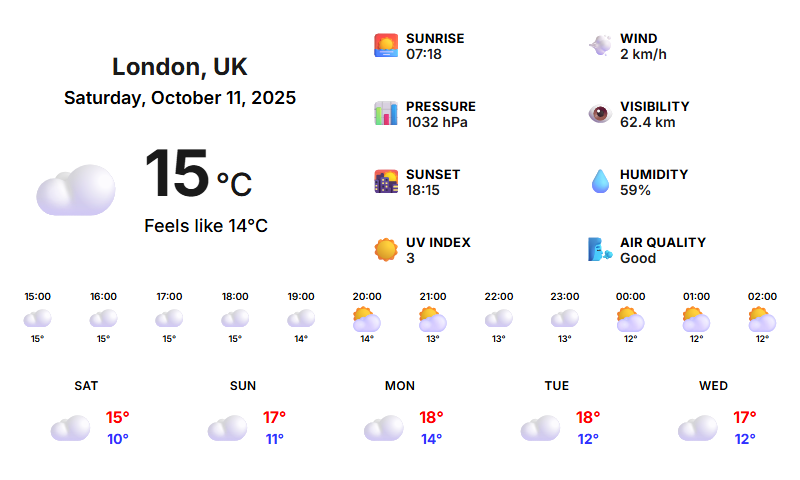 London, UK
Saturday, October 11, 2025
15 °C
Feels like 14°C
SUNRISE
07:18
WIND
2 km/h
PRESSURE
1032 hPa
VISIBILITY
62.4 km
SUNSET
18:15
HUMIDITY
59%
UV INDEX
3
AIR QUALITY
Good
15:00 16:00 17:00 18:00 19:00 20:00 21:00 22:00 23:00 00:00 01:00 02:00
15° 15° 15° 15° 14° 14° 13° 13° 13° 12° 12° 12°
SAT SUN MON TUE WED
15° 17° 18° 18° 17°
10° 11° 14° 12° 12°